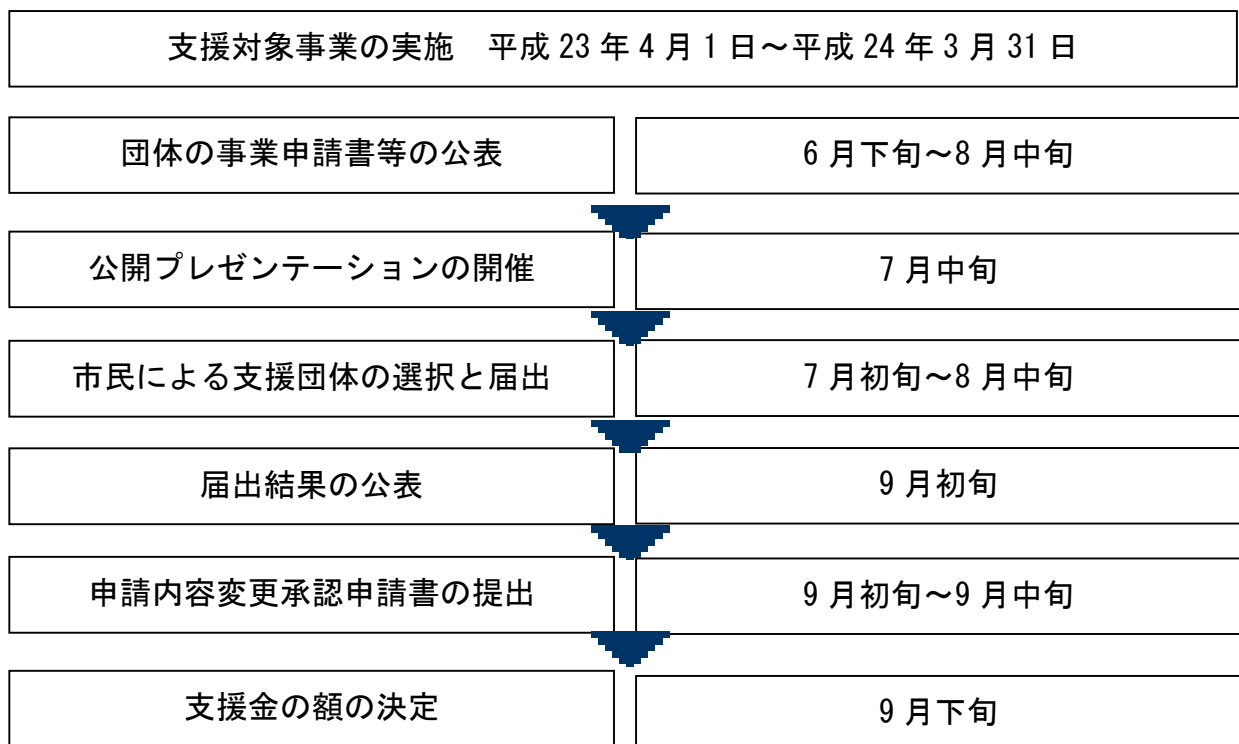 支援対象事業の実施　平成 23 年 4 月 1 日～平成 24 年 3 月 31 日
団体の事業申請書等の公表
6 月下旬～8 月中旬
公開プレゼンテーションの開催
7 月中旬
市民による支援団体の選択と届出
7 月初旬～8 月中旬
届出結果の公表
9 月初旬
申請内容変更承認申請書の提出
9 月初旬～9 月中旬
支援金の額の決定
9 月下旬